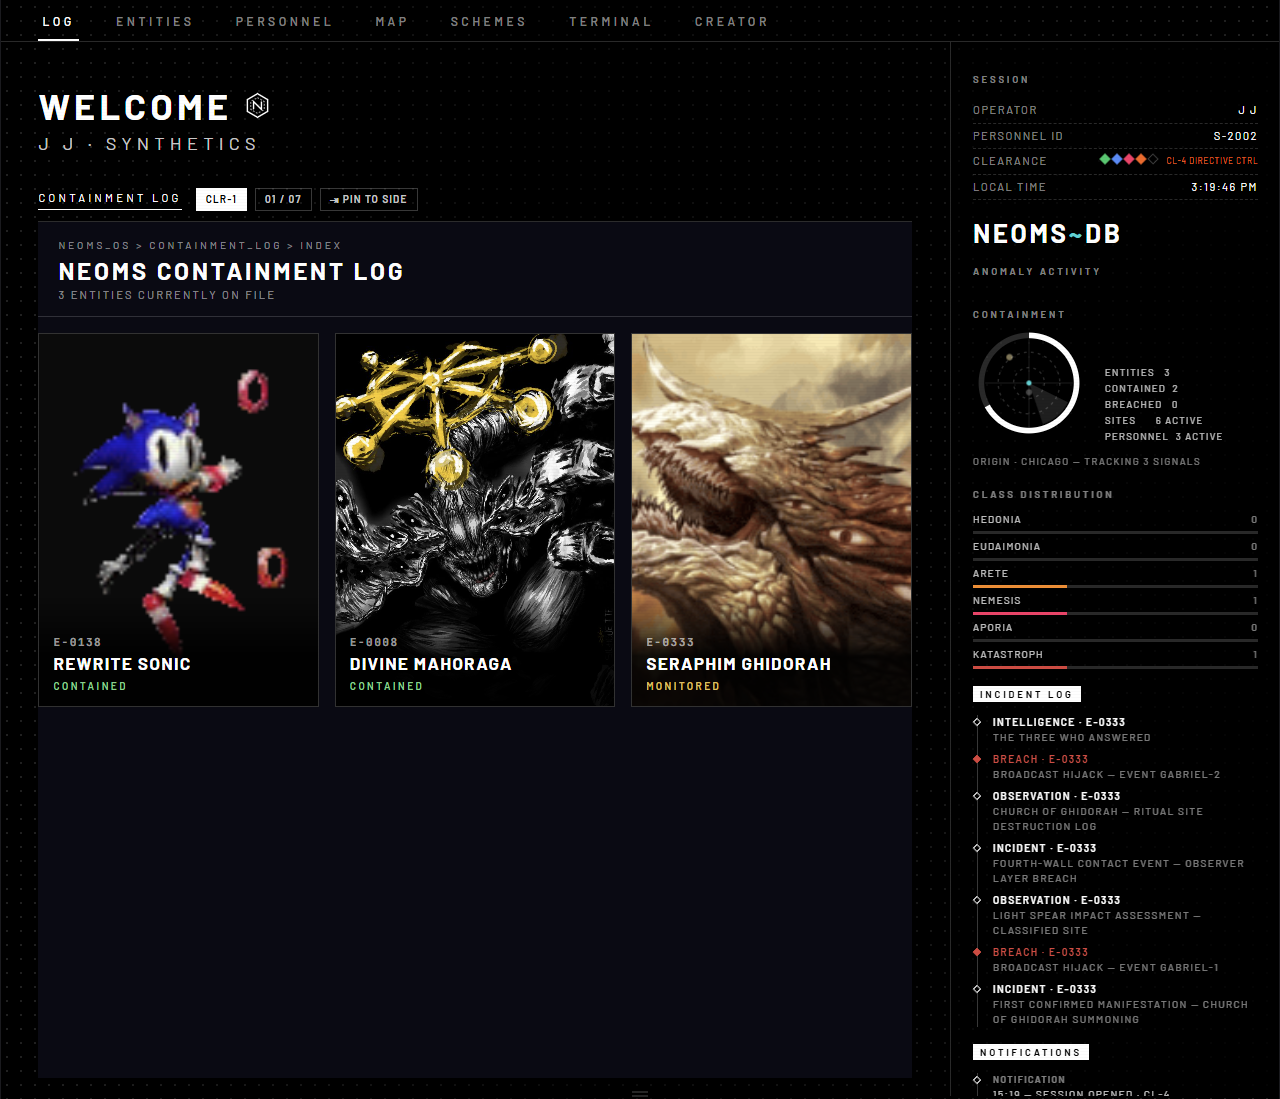 LOG ENTITIES PERSONNEL MAP SCHEMES TERMINAL CREATOR
WELCOME
J J · SYNTHETICS
CONTAINMENT LOG CLR-1 01 / 07 ⇥ PIN TO SIDE
NEOMS_OS > CONTAINMENT_LOG > INDEX
NEOMS CONTAINMENT LOG
3 ENTITIES CURRENTLY ON FILE
E-0138
REWRITE SONIC
CONTAINED
E-0008
DIVINE MAHORAGA
CONTAINED
E-0333
SERAPHIM GHIDORAH
MONITORED
SESSION
OPERATOR J J
PERSONNEL ID S-2002
CLEARANCE CL-4 DIRECTIVE CTRL
LOCAL TIME 3:19:46 PM
NEOMS~DB
ANOMALY ACTIVITY
CONTAINMENT
ENTITIES 3
CONTAINED 2
BREACHED 0
SITES 6 ACTIVE
PERSONNEL 3 ACTIVE
ORIGIN · CHICAGO — TRACKING 3 SIGNALS
CLASS DISTRIBUTION
HEDONIA 0
EUDAIMONIA 0
ARETE 1
NEMESIS 1
APORIA 0
KATASTROPH 1
INCIDENT LOG
INTELLIGENCE · E-0333
THE THREE WHO ANSWERED
BREACH · E-0333
BROADCAST HIJACK — EVENT GABRIEL-2
OBSERVATION · E-0333
CHURCH OF GHIDORAH — RITUAL SITE
DESTRUCTION LOG
INCIDENT · E-0333
FOURTH-WALL CONTACT EVENT — OBSERVER
LAYER BREACH
OBSERVATION · E-0333
LIGHT SPEAR IMPACT ASSESSMENT —
CLASSIFIED SITE
BREACH · E-0333
BROADCAST HIJACK — EVENT GABRIEL-1
INCIDENT · E-0333
FIRST CONFIRMED MANIFESTATION — CHURCH
OF GHIDORAH SUMMONING
NOTIFICATIONS
NOTIFICATION
15:19 — SESSION OPENED · CL-4